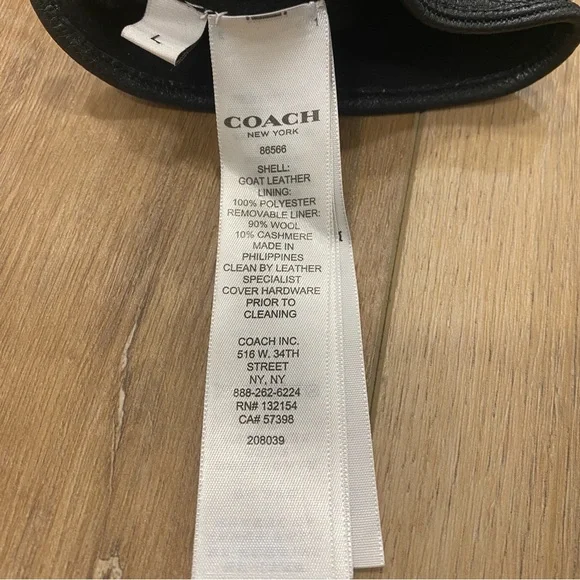 L
COACH
NEW YORK
86566
SHELL:
GOAT LEATHER
LINING:
100% POLYESTER
REMOVABLE LINER:
90% WOOL
10% CASHMERE
MADE IN
PHILIPPINES
CLEAN BY LEATHER
SPECIALIST
COVER HARDWARE
PRIOR TO
CLEANING
COACH INC.
516 W. 34TH
STREET
NY, NY
888-262-6224
RN# 132154
CA# 57398
208039